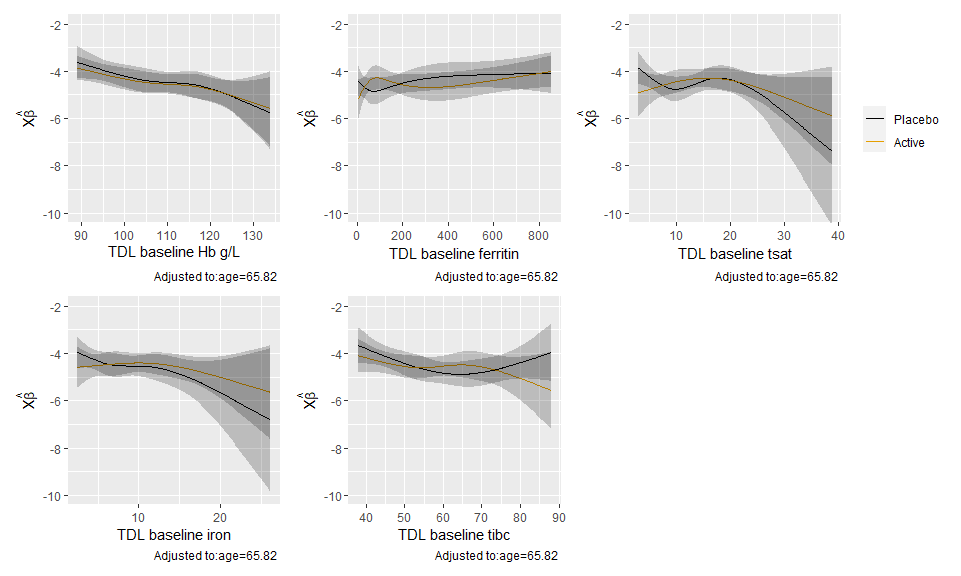 -2
-4
-6
-8
-10
Xβ̂
90 100 110 120 130
TDL baseline Hb g/L
Adjusted to:age=65.82
-2
-4
-6
-8
-10
Xβ̂
0 200 400 600 800
TDL baseline ferritin
Adjusted to:age=65.82
-2
-4
-6
-8
-10
Xβ̂
10 20 30 40
TDL baseline tsat
Adjusted to:age=65.82
Placebo
Active
-2
-4
-6
-8
-10
Xβ̂
10 20
TDL baseline iron
Adjusted to:age=65.82
-2
-4
-6
-8
-10
Xβ̂
40 50 60 70 80 90
TDL baseline tibc
Adjusted to:age=65.82